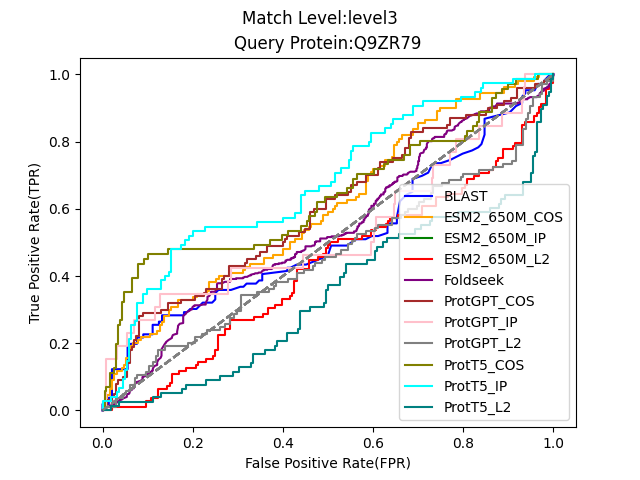 Match Level:level3
Query Protein:Q9ZR79
True Positive Rate(TPR)
1.0
0.8
0.6
0.4
0.2
0.0
BLAST
ESM2_650M_COS
ESM2_650M_IP
ESM2_650M_L2
Foldseek
ProtGPT_COS
ProtGPT_IP
ProtGPT_L2
ProtT5_COS
ProtT5_IP
ProtT5_L2
0.0 0.2 0.4 0.6 0.8 1.0
False Positive Rate(FPR)